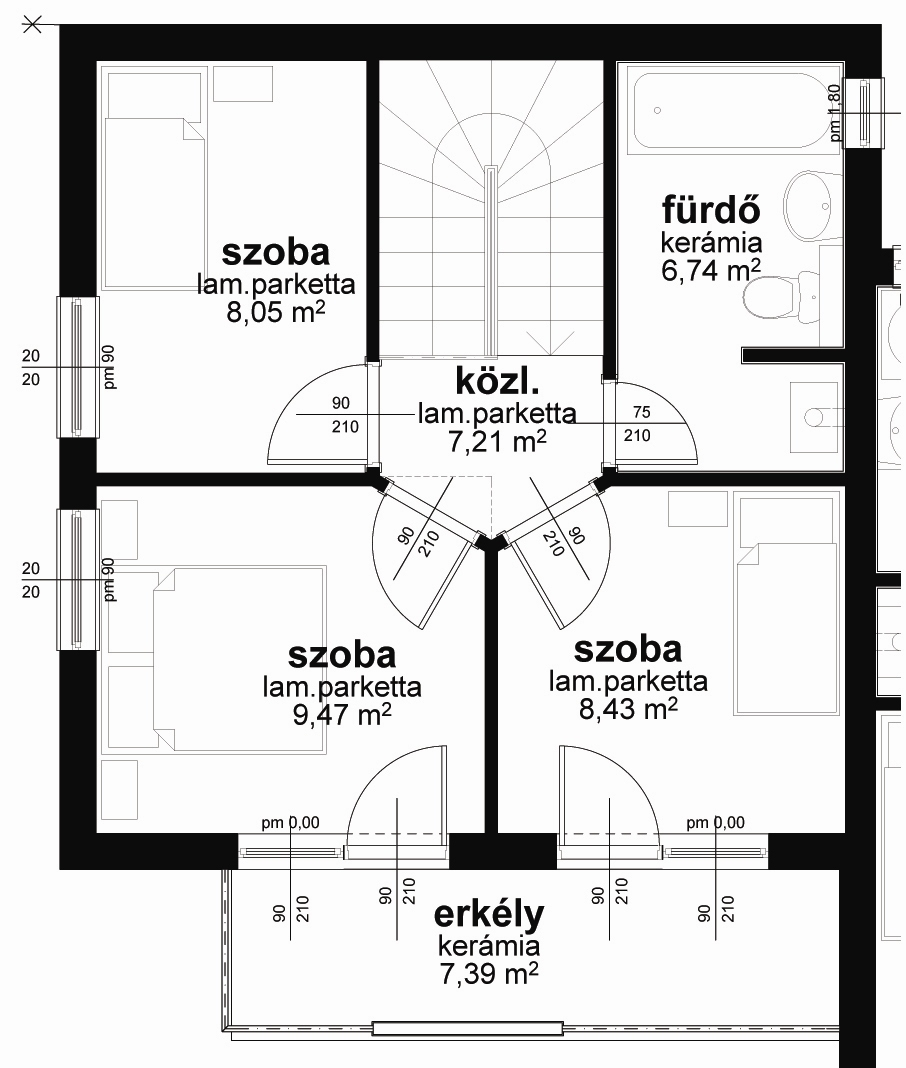 pm 1,80
fürdő
kerámia
6,74 m²
szoba
lam.parketta
8,05 m²
20
20
pm 90
közl.
lam.parketta
7,21 m²
90
210
75
210
90
210
90
210
20
20
pm 90
szoba
lam.parketta
9,47 m²
szoba
lam.parketta
8,43 m²
pm 0,00
pm 0,00
90
210
90
210
90
210
90
210
erkély
kerámia
7,39 m²